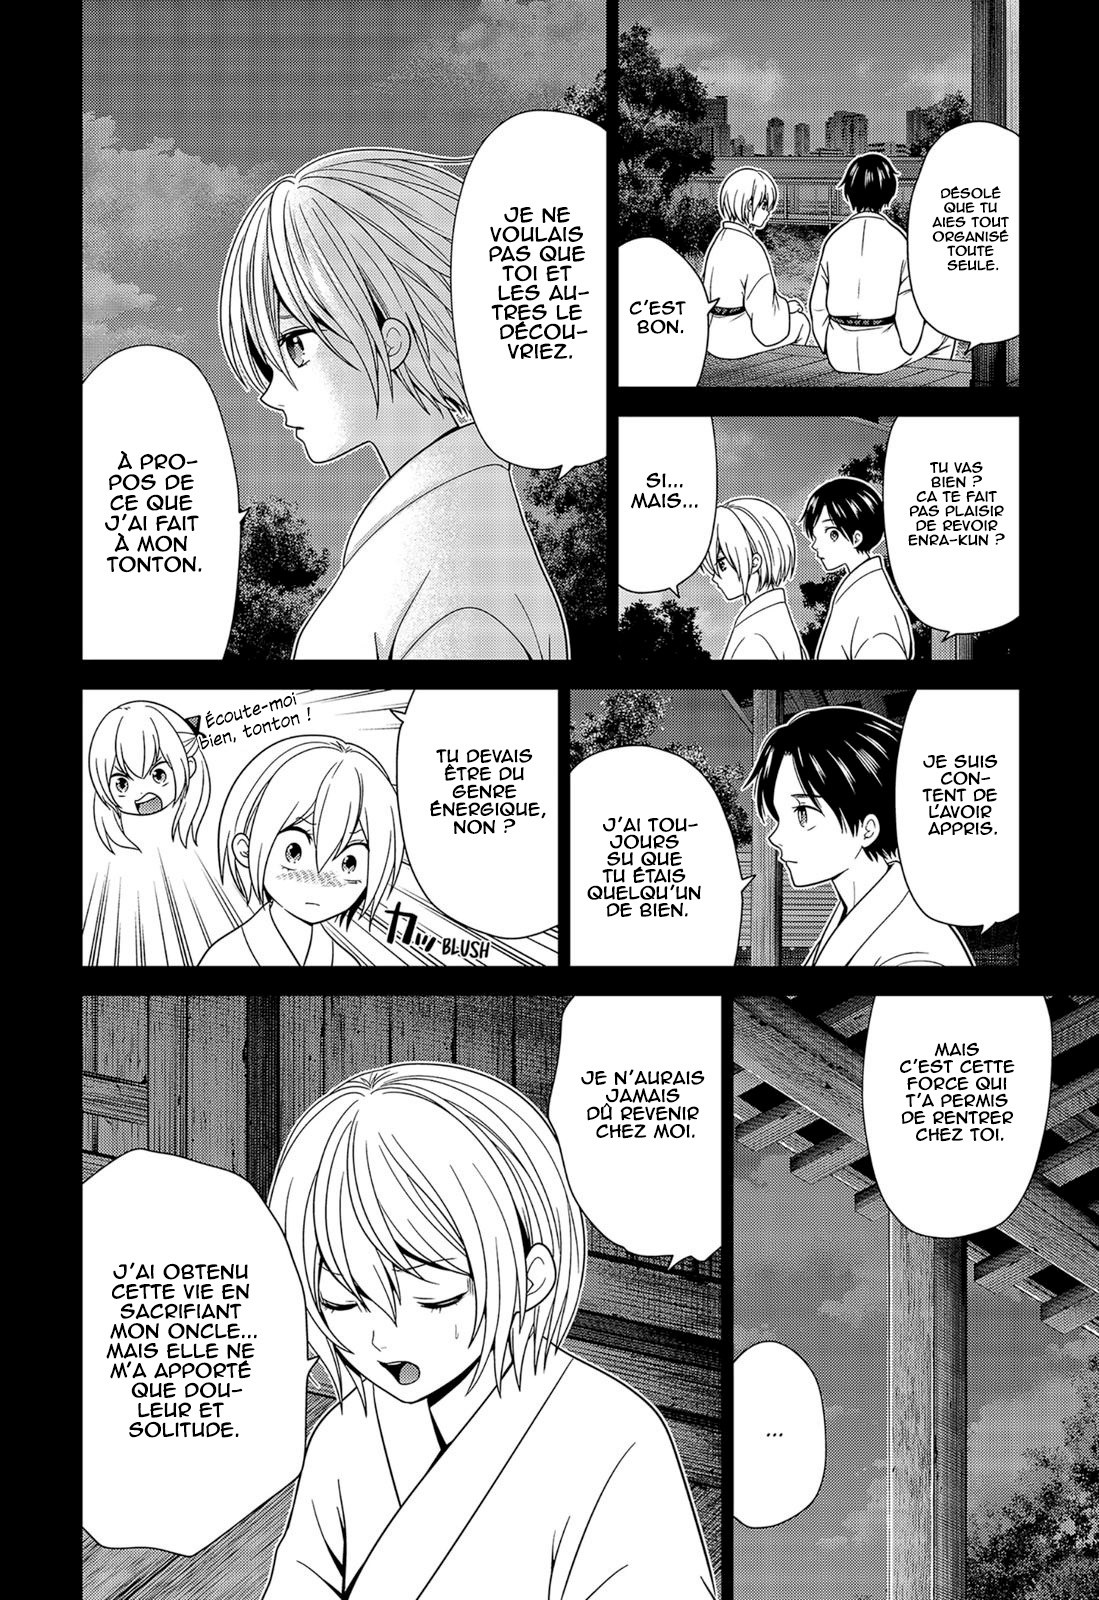 DÉSOLÉ
QUE TU
AIES TOUT
ORGANISÉ
TOUTE
SEULE.
C'EST
BON.
TU VAS
BIEN ?
CA TE FAIT
PAS PLAISIR
DE REVOIR
ENRA-KUN ?
SI...
MAIS...
JE NE
VOULAIS
PAS QUE
TOI ET
LES AU-
TRES LE
DÉCOU-
VRIEZ.
À PRO-
POS DE
CE QUE
J'AI FAIT
À MON
TONTON.
JE SUIS
CON-
TENT DE
L'AVOIR
APPRIS.
J'AI TOU-
JOURS
SU QUE
TU ÉTAIS
QUELQU'UN
DE BIEN.
TU DEVAIS
ÊTRE DU
GENRE
ÉNERGIQUE,
NON ?
Écoute-moi
bien, tonton !
カッ
BLUSH
MAIS
C'EST CETTE
FORCE QUI
T'A PERMIS
DE RENTRER
CHEZ TOI.
...
JE N'AURAIS
JAMAIS
DÛ REVENIR
CHEZ MOI.
J'AI OBTENU
CETTE VIE EN
SACRIFIANT
MON ONCLE...
MAIS ELLE NE
M'A APPORTÉ
QUE DOU-
LEUR ET
SOLITUDE.